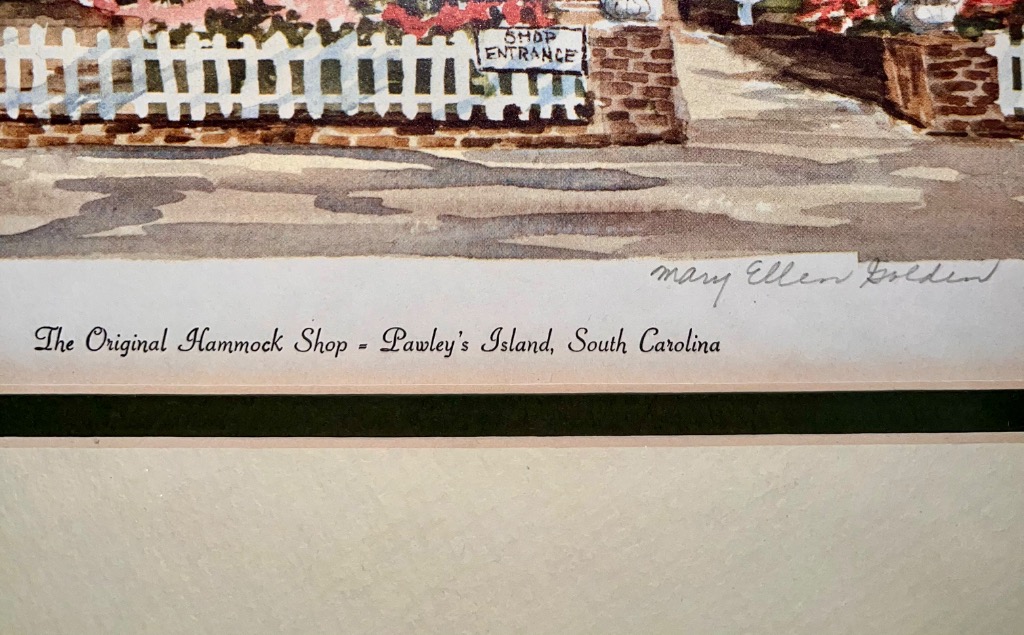 SHOP
ENTRANCE
Mary Ellen Golden
The Original Hammock Shop = Pawley's Island, South Carolina